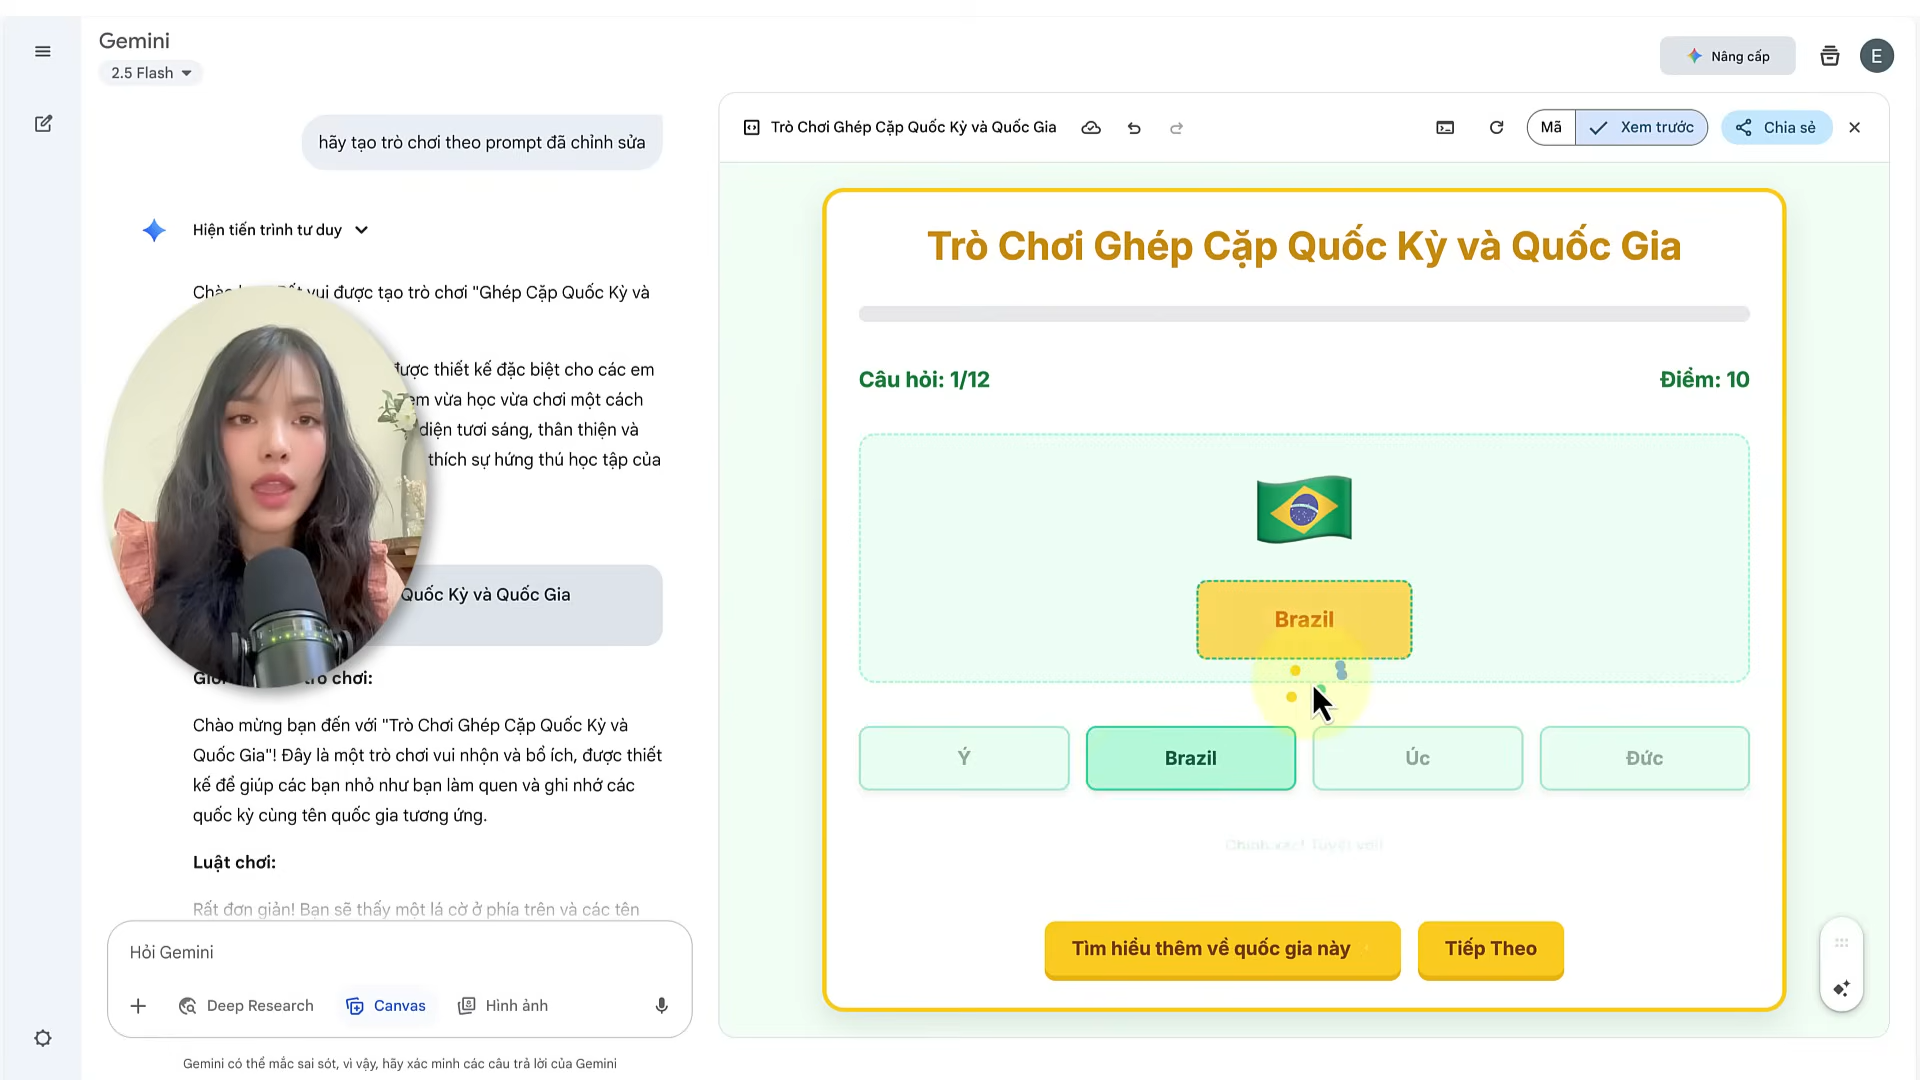 Gemini
2.5 Flash
Nâng cấp
E
hãy tạo trò chơi theo prompt đã chỉnh sửa
Hiện tiến trình tư duy
vui được tạo trò chơi "Ghép Cặp Quốc Kỳ và
được thiết kế đặc biệt cho các em
em vừa học vừa chơi một cách
diện tươi sáng, thân thiện và
thích sự hứng thú học tập của
Quốc Kỳ và Quốc Gia
trò chơi:
Chào mừng bạn đến với "Trò Chơi Ghép Cặp Quốc Kỳ và
Quốc Gia"! Đây là một trò chơi vui nhộn và bổ ích, được thiết
kế để giúp các bạn nhỏ như bạn làm quen và ghi nhớ các
quốc kỳ cùng tên quốc gia tương ứng.
Luật chơi:
Rất đơn giản! Bạn sẽ thấy một lá cờ ở phía trên và các tên
Hỏi Gemini
Deep Research
Canvas
Hình ảnh
Gemini có thể mắc sai sót, vì vậy, hãy xác minh các câu trả lời của Gemini
Trò Chơi Ghép Cặp Quốc Kỳ và Quốc Gia
Mã
Xem trước
Chia sẻ
Trò Chơi Ghép Cặp Quốc Kỳ và Quốc Gia
Câu hỏi: 1/12
Điểm: 10
Brazil
Ý
Brazil
Úc
Đức
Tìm hiểu thêm về quốc gia này
Tiếp Theo